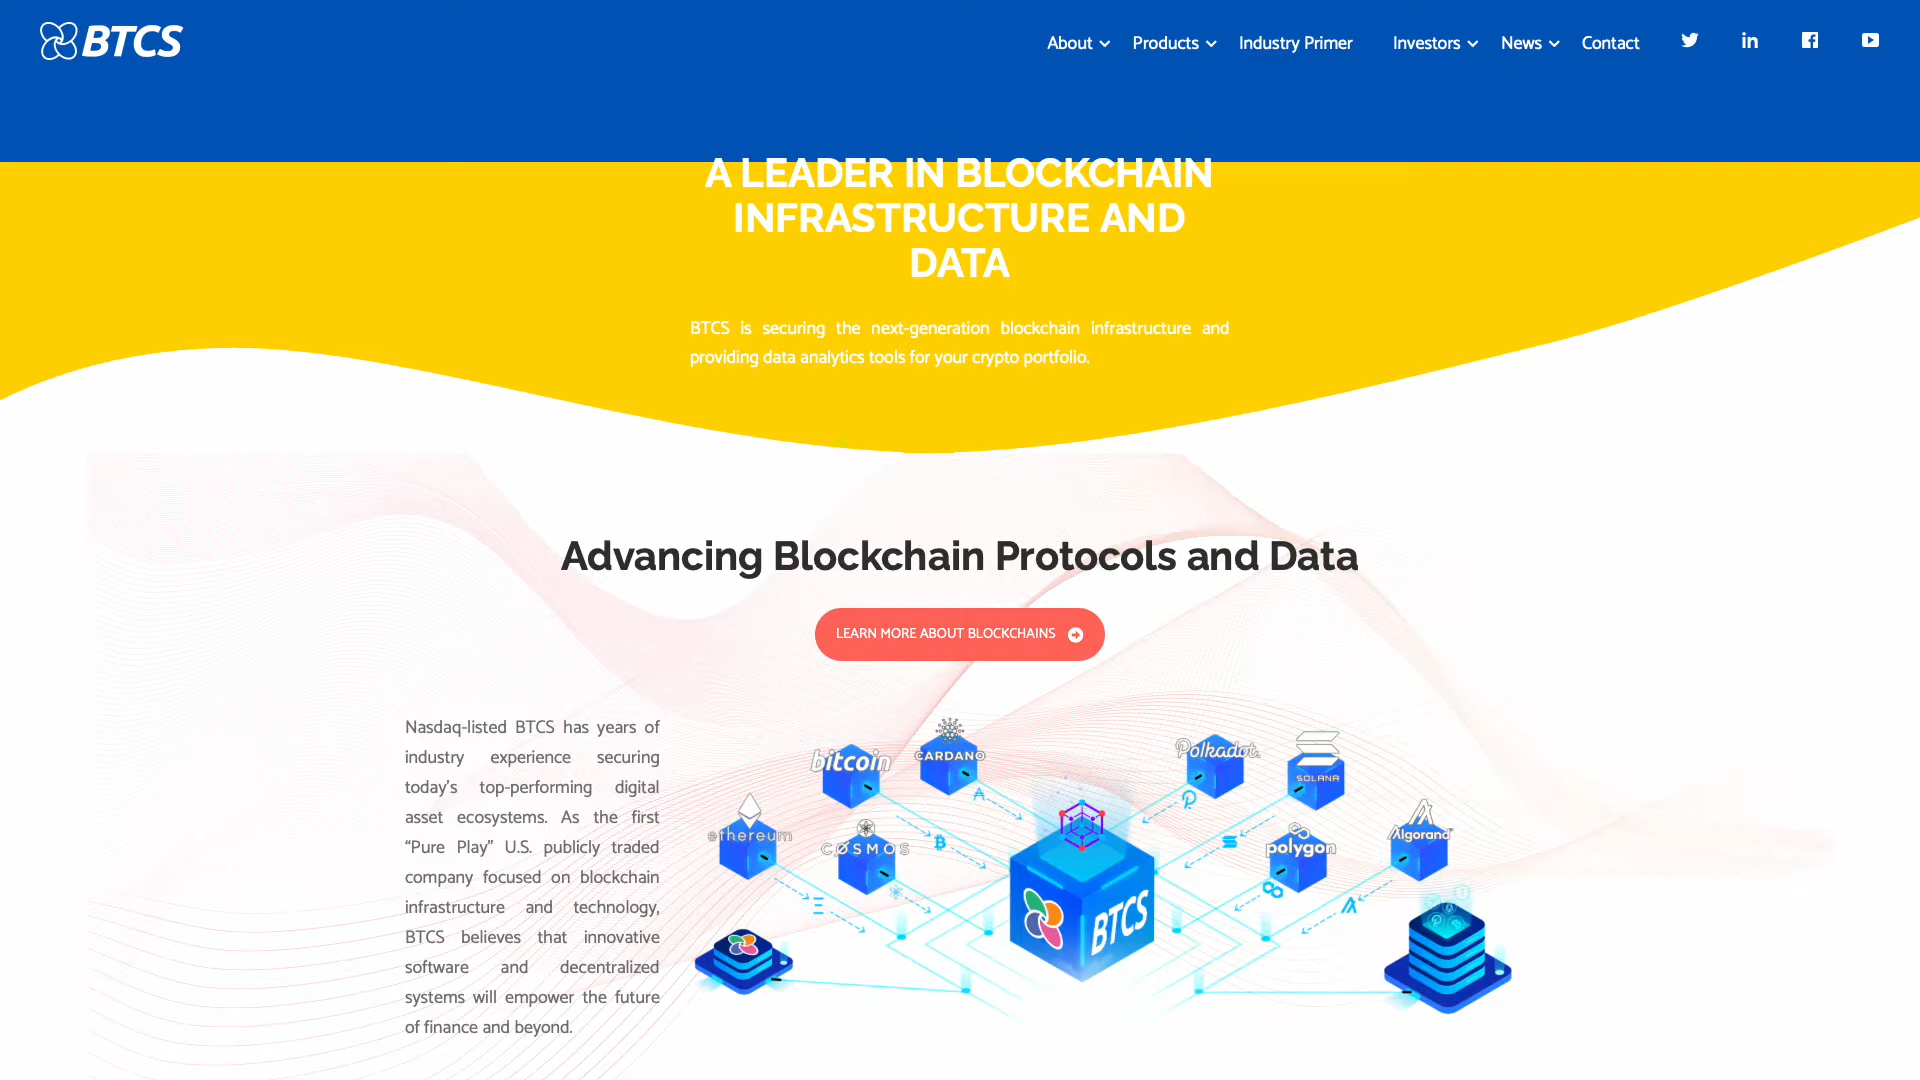 BTCS
About
Products
Industry Primer
Investors
News
Contact
A LEADER IN BLOCKCHAIN
INFRASTRUCTURE AND
DATA
BTCS is securing the next-generation blockchain infrastructure and
providing data analytics tools for your crypto portfolio.
Advancing Blockchain Protocols and Data
LEARN MORE ABOUT BLOCKCHAINS
Nasdaq-listed BTCS has years of
industry experience securing
today's top-performing digital
asset ecosystems. As the first
“Pure Play” U.S. publicly traded
company focused on blockchain
infrastructure and technology,
BTCS believes that innovative
software and decentralized
systems will empower the future
of finance and beyond.
bitcoin
CARDANO
Polkadot.
SOLANA
ethereum
COSMOS
polygon
Algorand
BTCS